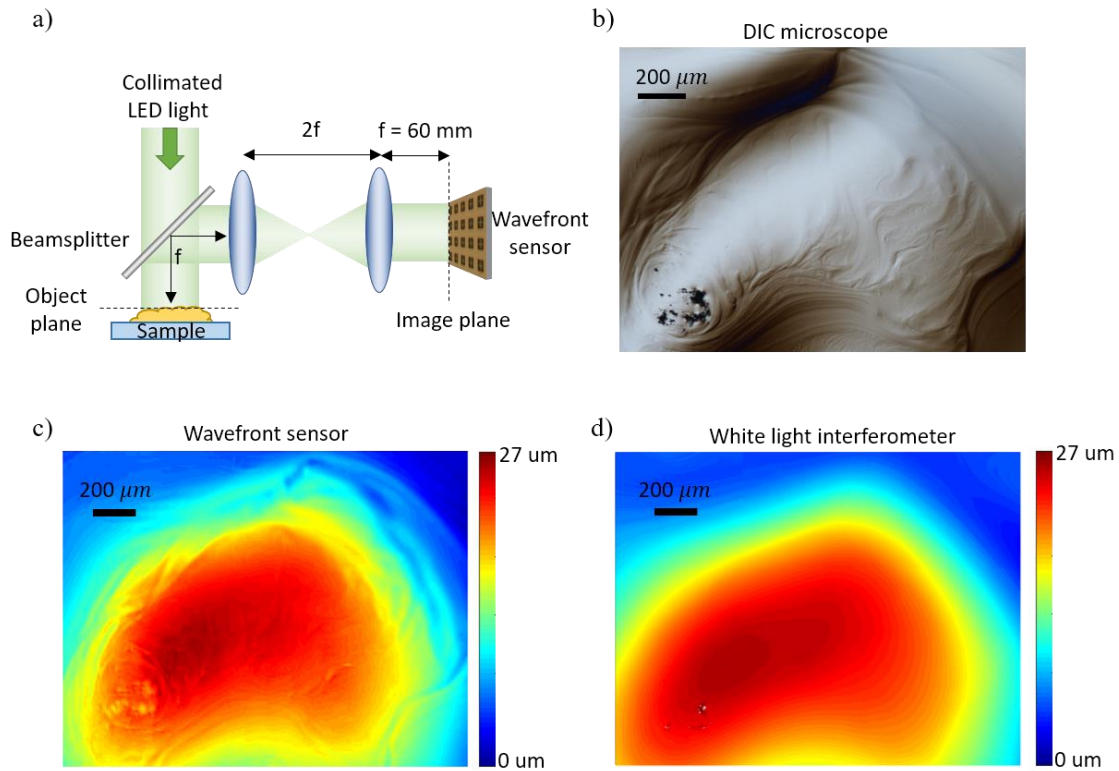 a)
Collimated
LED light
2f
f = 60 mm
Beamsplitter
f
Wavefront
sensor
Object
plane
Sample
Image plane
b)
DIC microscope
200 μm
c)
Wavefront sensor
200 μm
27 um
0 um
d)
White light interferometer
200 μm
27 um
0 um